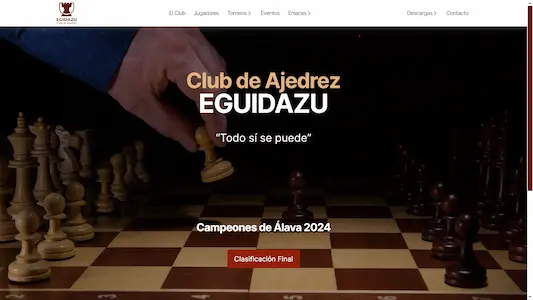 EGUIDAZU
El Club
Jugadores
Torneos
Eventos
Enlaces
Descargas
Contacto
Club de Ajedrez
EGUIDAZU
“Todo sí se puede”
Campeones de Álava 2024
Clasificación Final